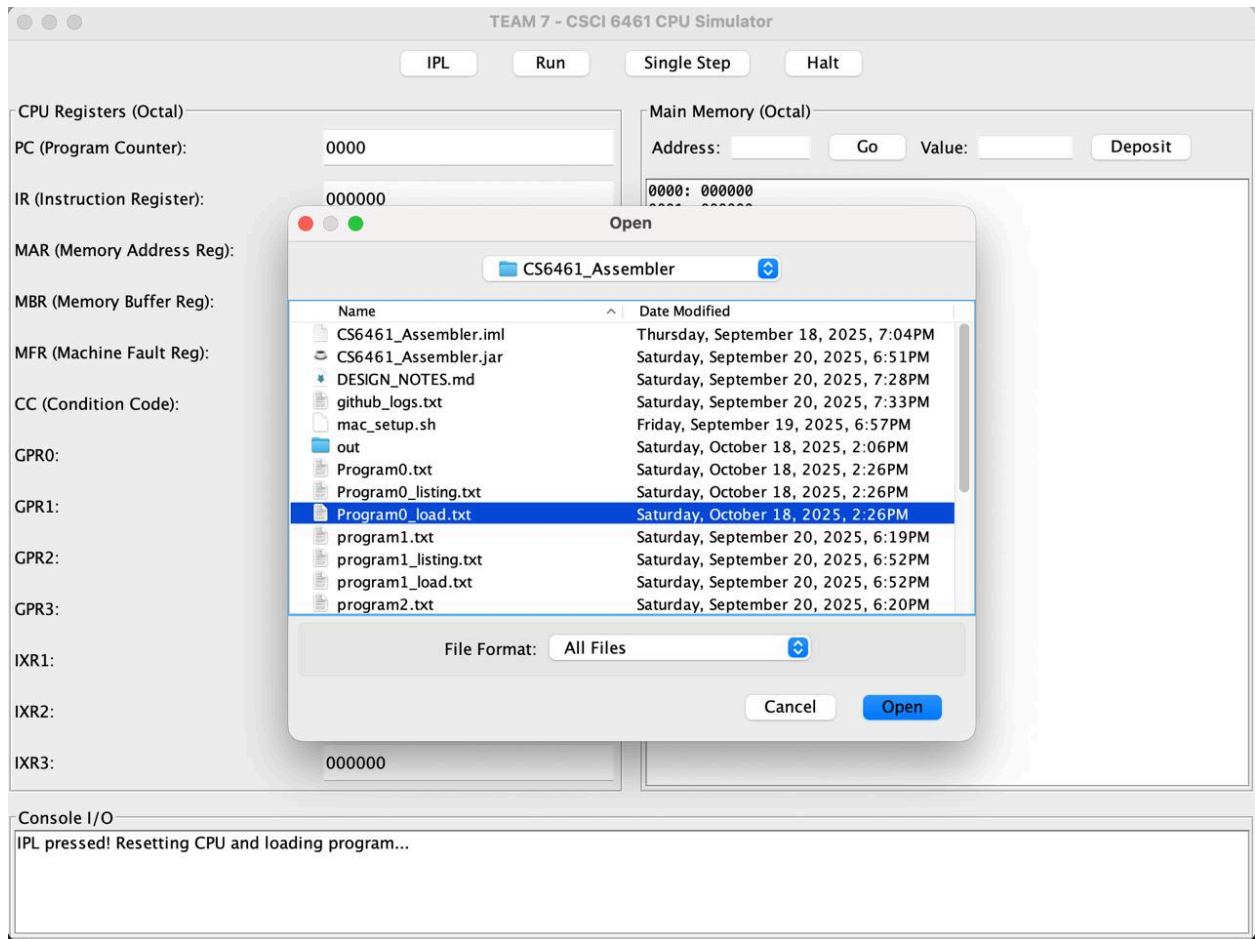 TEAM 7 - CSCI 6461 CPU Simulator
IPL Run Single Step Halt
CPU Registers (Octal)
PC (Program Counter): 0000
IR (Instruction Register): 000000
MAR (Memory Address Reg):
MBR (Memory Buffer Reg):
MFR (Machine Fault Reg):
CC (Condition Code):
GPR0:
GPR1:
GPR2:
GPR3:
IXR1:
IXR2:
IXR3: 000000
Main Memory (Octal)
Address: Go Value: Deposit
0000: 000000
Open
CS6461_Assembler
Name Date Modified
CS6461_Assembler.iml Thursday, September 18, 2025, 7:04PM
CS6461_Assembler.jar Saturday, September 20, 2025, 6:51PM
DESIGN_NOTES.md Saturday, September 20, 2025, 7:28PM
github_logs.txt Saturday, September 20, 2025, 7:33PM
mac_setup.sh Friday, September 19, 2025, 6:57PM
out Saturday, October 18, 2025, 2:06PM
Program0.txt Saturday, October 18, 2025, 2:26PM
Program0_listing.txt Saturday, October 18, 2025, 2:26PM
Program0_load.txt Saturday, October 18, 2025, 2:26PM
program1.txt Saturday, September 20, 2025, 6:19PM
program1_listing.txt Saturday, September 20, 2025, 6:52PM
program1_load.txt Saturday, September 20, 2025, 6:52PM
program2.txt Saturday, September 20, 2025, 6:20PM
File Format: All Files
Cancel Open
Console I/O
IPL pressed! Resetting CPU and loading program...